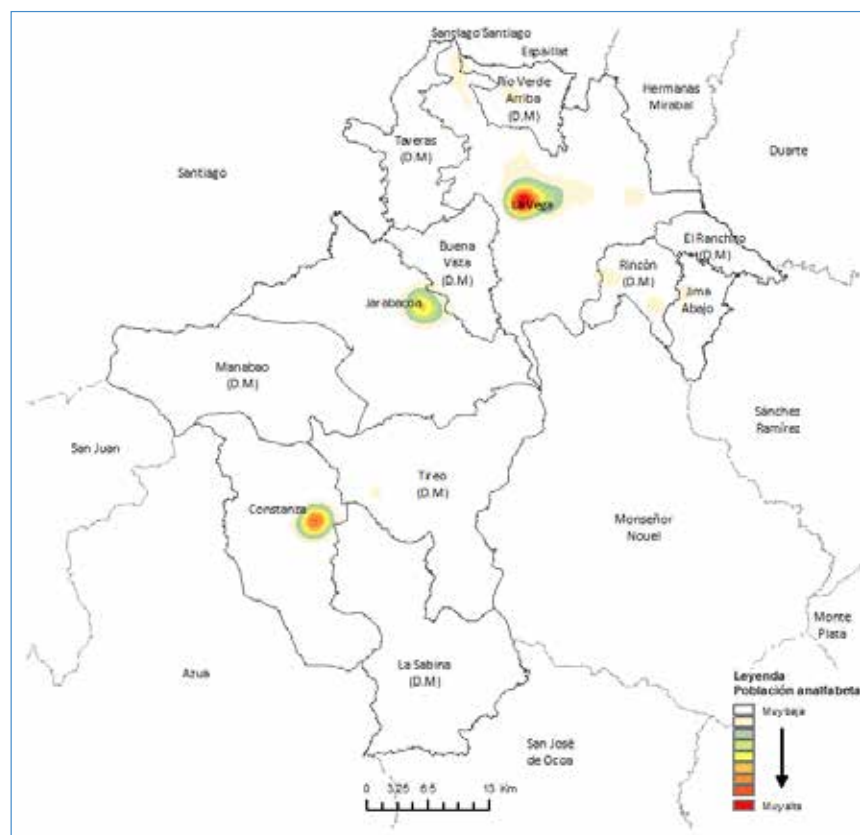 Santiago Santiago
Espaillat
Río Verde
Arriba
(D.M)
Hermanas
Mirabal
Taveras
(D.M)
Duarte
Santiago
La Vega
Buena
Vista
(D.M)
El Ranchito
(D.M)
Rincón
(D.M)
Jima
Abajo
Jarabacoa
Manabao
(D.M)
Sánchez
Ramírez
San Juan
Tireo
(D.M)
Constanza
Monseñor
Nouel
Monte
Plata
Azua
La Sabina
(D.M)
San José
de Ocoa
Leyenda
Población analfabeta
Muy baja
Muy alta
0 3.25 6.5 13 Km